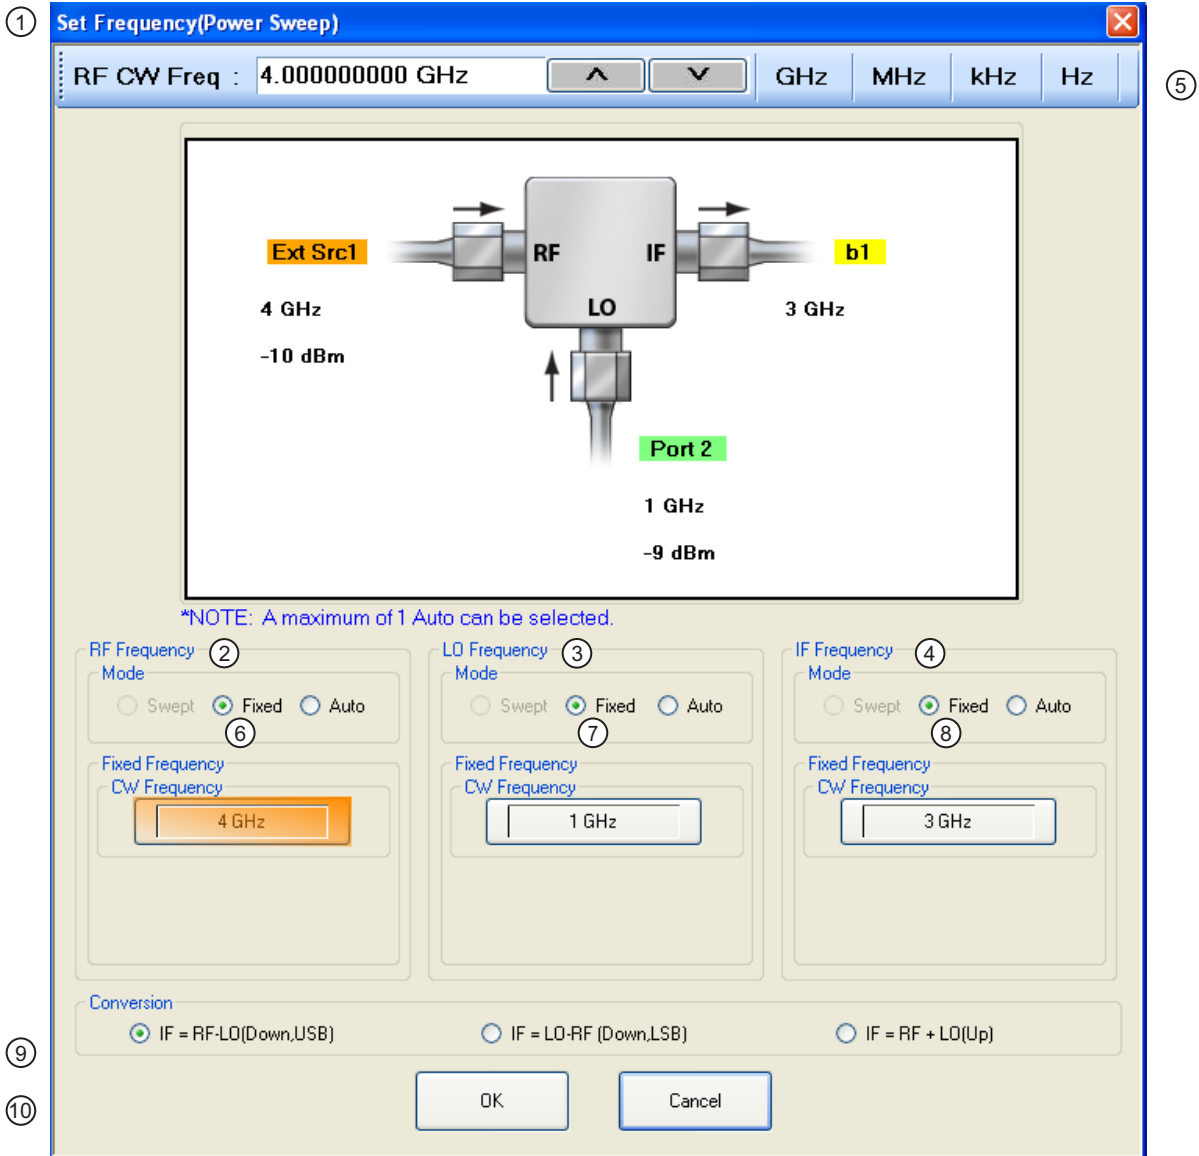 ① Set Frequency(Power Sweep)
RF CW Freq : 4.000000000 GHz GHz MHz kHz Hz ⑤
RF IF
Ext Src1 b1
LO
4 GHz 3 GHz
-10 dBm
Port 2
1 GHz
-9 dBm
*NOTE: A maximum of 1 Auto can be selected.
RF Frequency ② LO Frequency ③ IF Frequency ④
Mode Mode Mode
Swept Fixed Auto Swept Fixed Auto Swept Fixed Auto
⑥ ⑦ ⑧
Fixed Frequency Fixed Frequency Fixed Frequency
CW Frequency CW Frequency CW Frequency
4 GHz 1 GHz 3 GHz
Conversion
IF = RF-LO(Down,USB) IF = LO-RF (Down,LSB) IF = RF + LO(Up)
⑨
OK Cancel
⑩